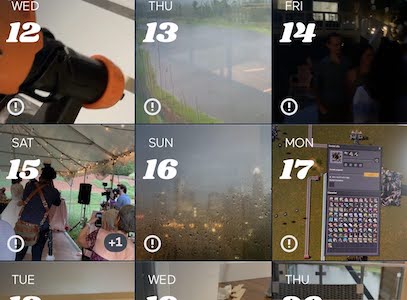 WED THU FRI
12 13 14
SAT SUN MON
15 16 17
+1
TUE WED THU